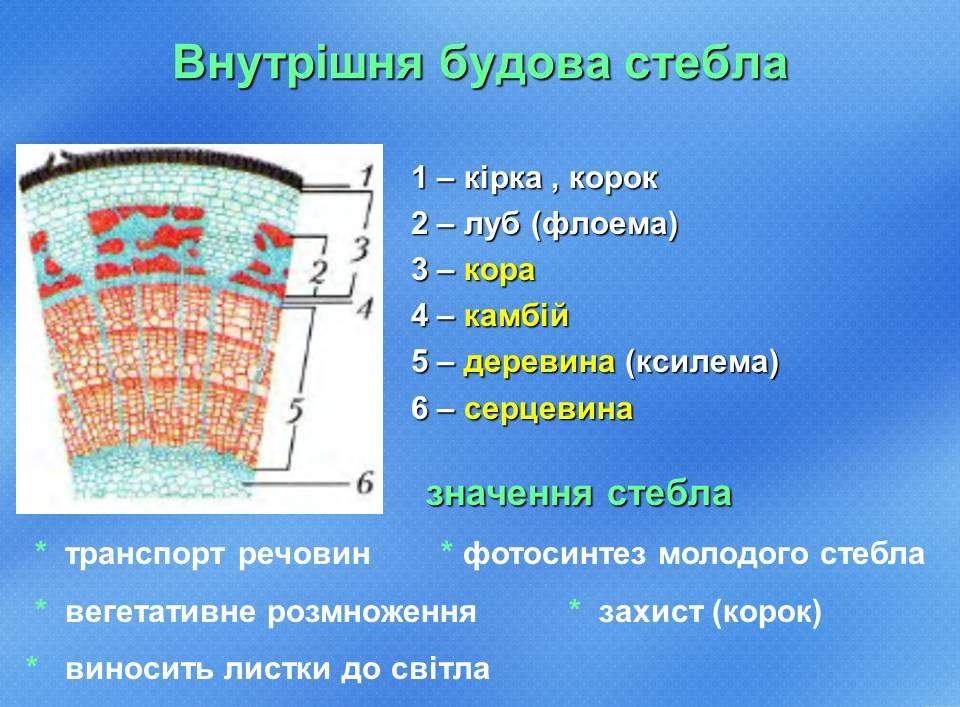 Внутрішня будова стебла
1
2
3
4
5
6
1 – кірка , корок
2 – луб (флоема)
3 – кора
4 – камбій
5 – деревина (ксилема)
6 – серцевина
значення стебла
* транспорт речовин * фотосинтез молодого стебла
* вегетативне розмноження * захист (корок)
* виносить листки до світла